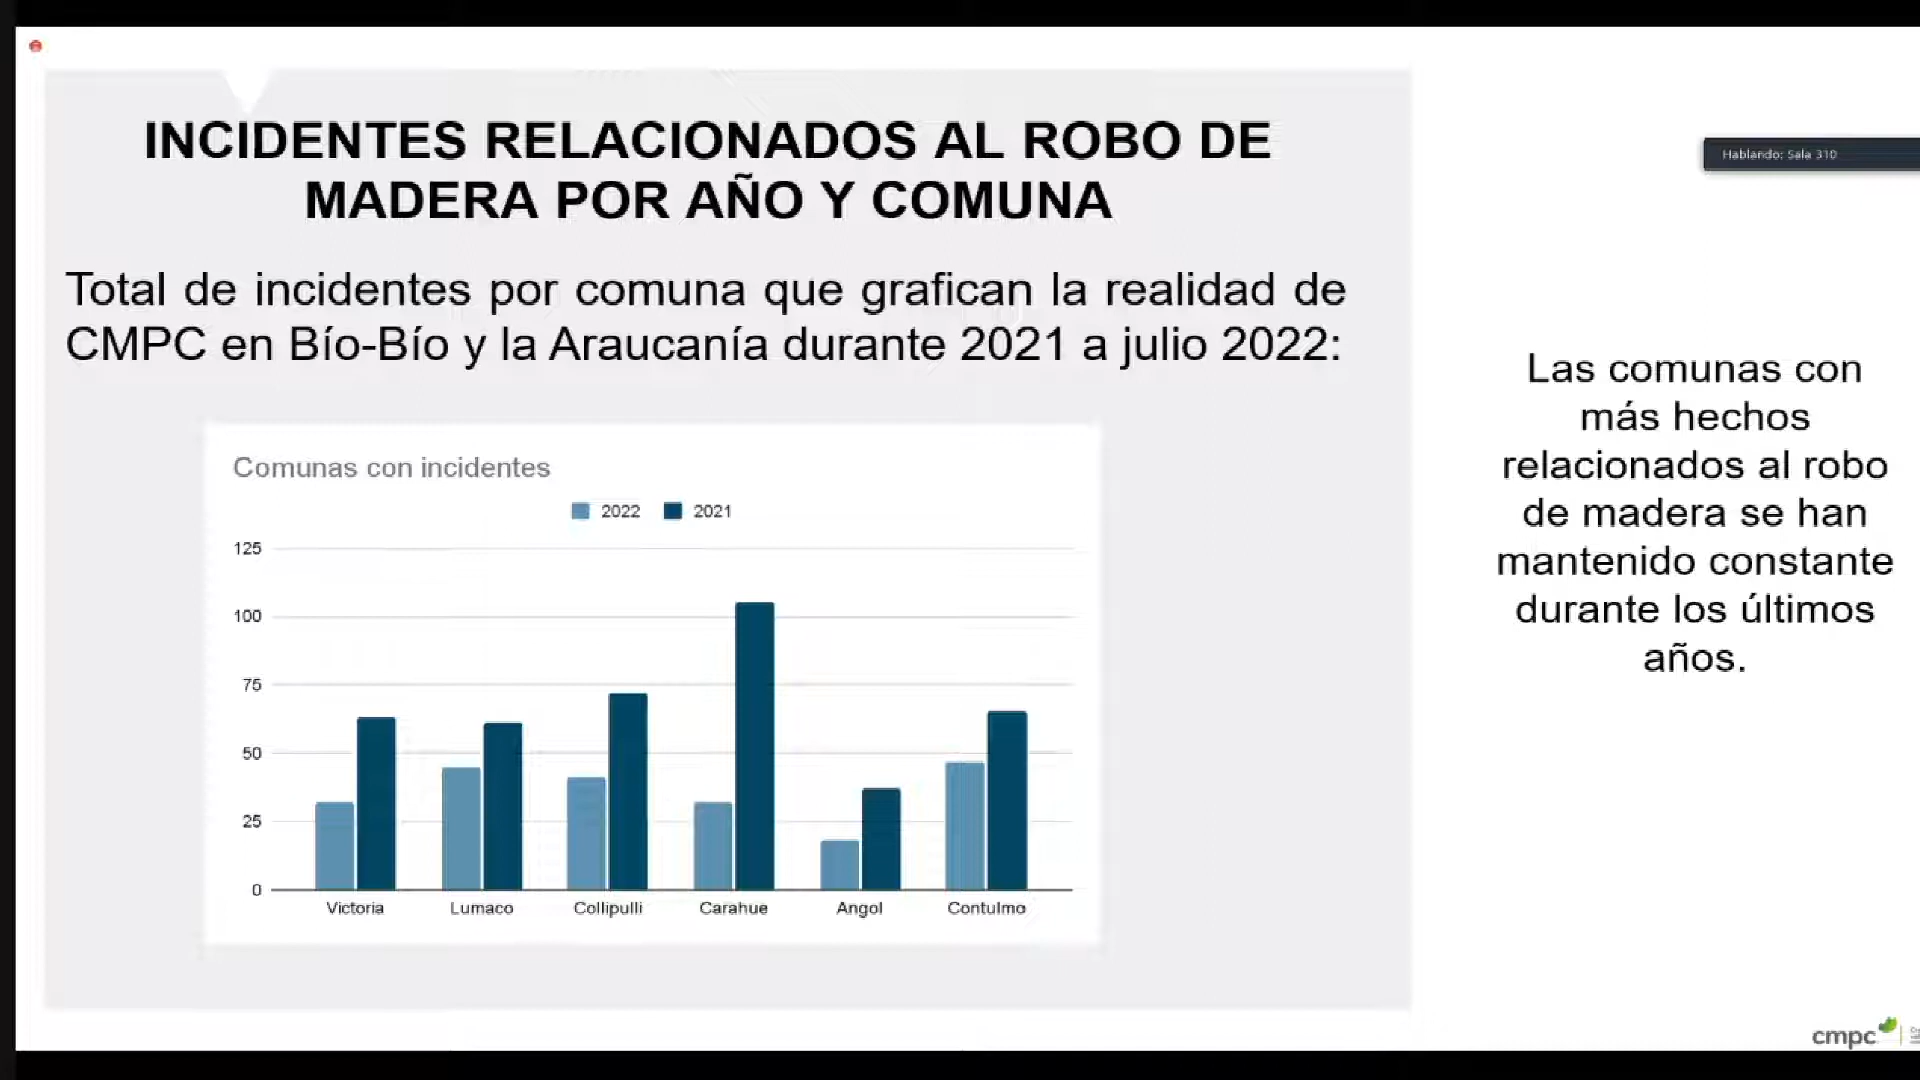 INCIDENTES RELACIONADOS AL ROBO DE
MADERA POR AÑO Y COMUNA
Total de incidentes por comuna que grafican la realidad de
CMPC en Bío-Bío y la Araucanía durante 2021 a julio 2022:
Comunas con incidentes
2022 2021
125
100
75
50
25
0
Victoria Lumaco Collipulli Carahue Angol Contulmo
Hablando: Sala 310
Las comunas con
más hechos
relacionados al robo
de madera se han
mantenido constante
durante los últimos
años.
cmpc